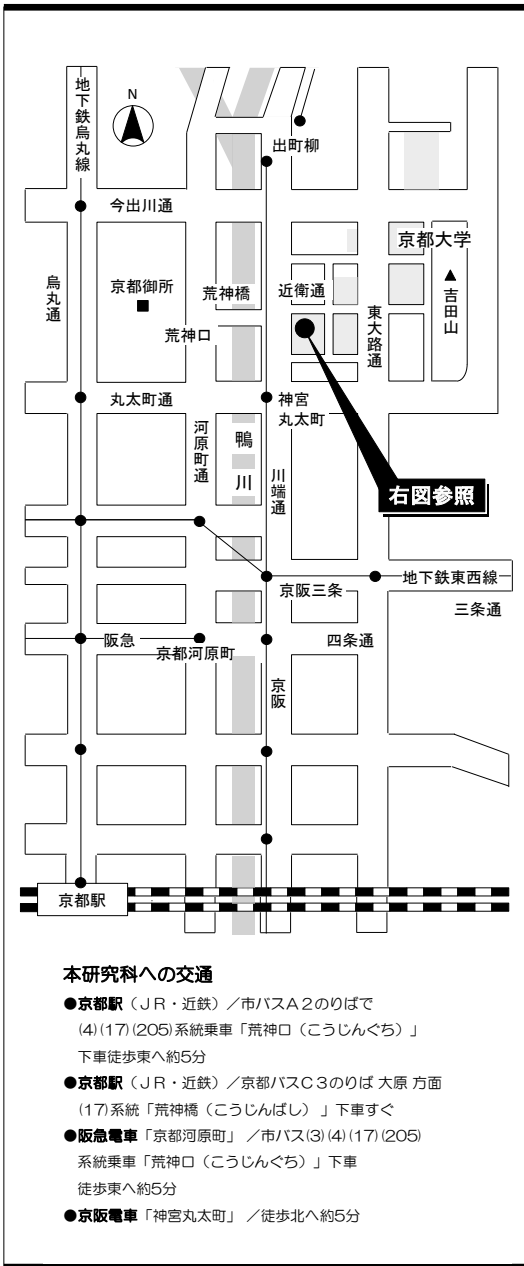 地下鉄烏丸線
N
出町柳
今出川通
京都大学
烏丸通
京都御所
荒神橋
近衛通
吉田山
東大路通
荒神口
丸太町通
神宮
丸太町
河原町通
鴨川
川端通
右図参照
京阪三条
地下鉄東西線
三条通
阪急
京都河原町
四条通
京阪
京都駅
本研究科への交通
●京都駅（ＪＲ・近鉄）／市バスＡ２のりばで
(4)(17)(205)系統乗車「荒神口（こうじんぐち）」
下車徒歩東へ約5分
●京都駅（ＪＲ・近鉄）／京都バスＣ３のりば 大原 方面
(17)系統「荒神橋（こうじんばし） 」下車すぐ
●阪急電車「京都河原町」 ／市バス(3)(4)(17)(205)
系統乗車「荒神口（こうじんぐち）」下車
徒歩東へ約5分
●京阪電車「神宮丸太町」 ／徒歩北へ約5分